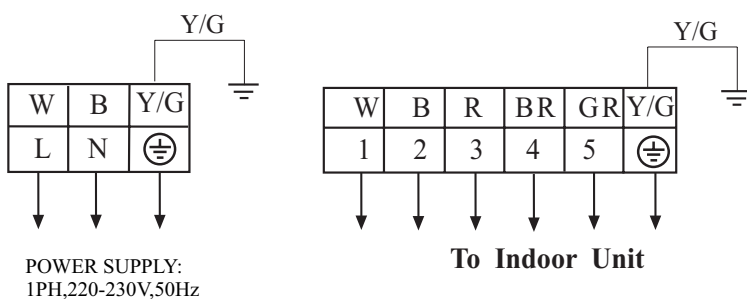 Y/G
W B Y/G
L N
POWER SUPPLY:
1PH,220-230V,50Hz
Y/G
W B R BR GR Y/G
1 2 3 4 5
To Indoor Unit